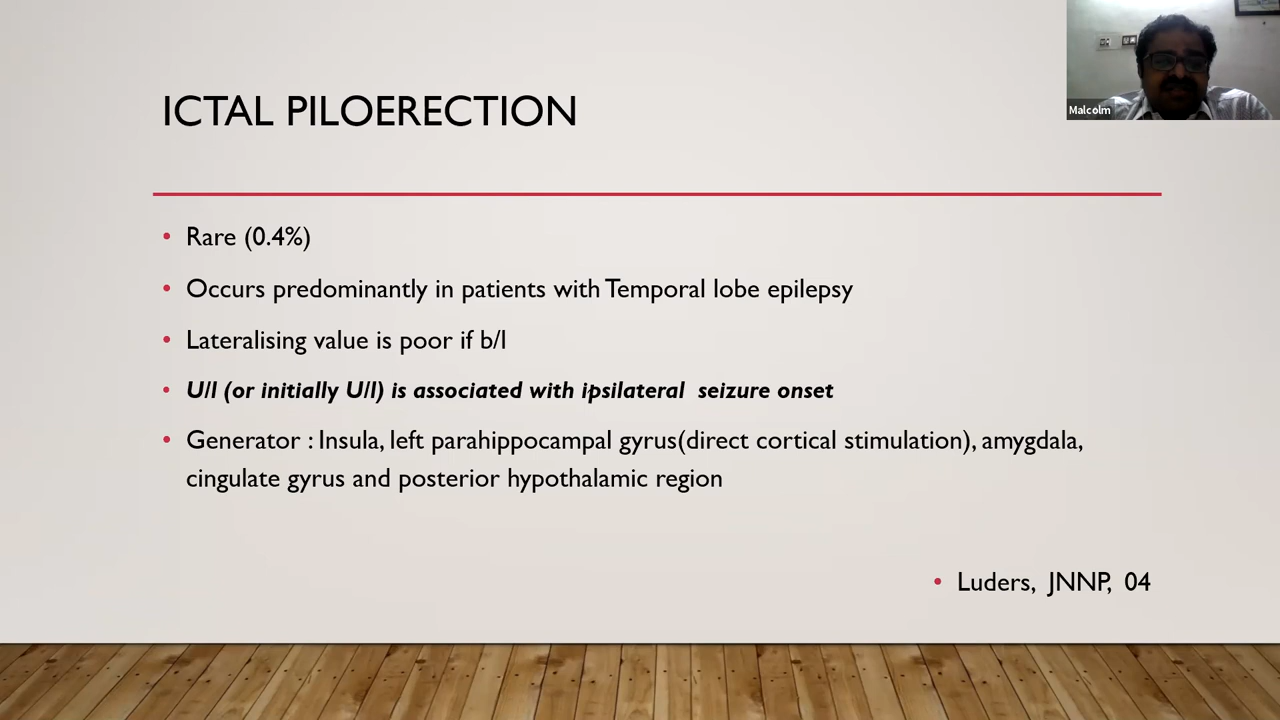 Malcolm
ICTAL PILOERECTION
• Rare (0.4%)
• Occurs predominantly in patients with Temporal lobe epilepsy
• Lateralising value is poor if b/l
• U/l (or initially U/l) is associated with ipsilateral seizure onset
• Generator : Insula, left parahippocampal gyrus(direct cortical stimulation), amygdala,
cingulate gyrus and posterior hypothalamic region
• Luders, JNNP, 04